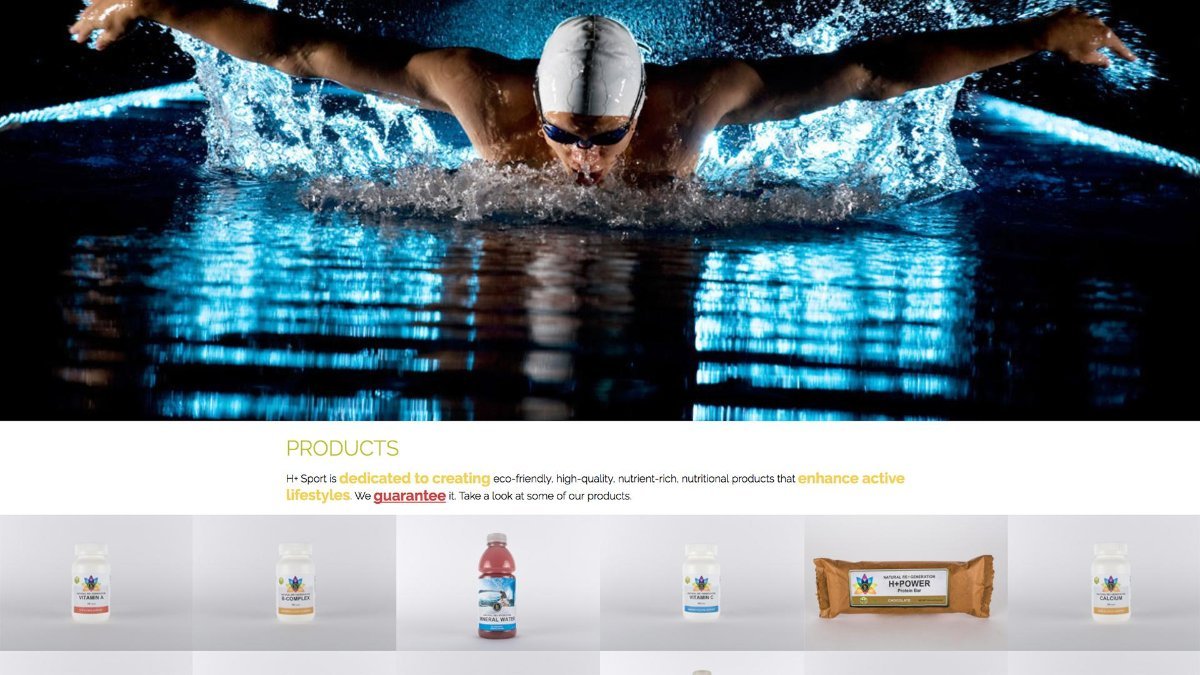 PRODUCTS
H+ Sport is dedicated to creating eco-friendly, high-quality, nutrient-rich, nutritional products that enhance active
lifestyles. We guarantee it. Take a look at some of our products.
VITAMIN A
B-COMPLEX
MINERAL WATER
VITAMIN C
NATURAL RE+GENERATION
H+POWER
Protein Bar
CHOCOLATE
CALCIUM